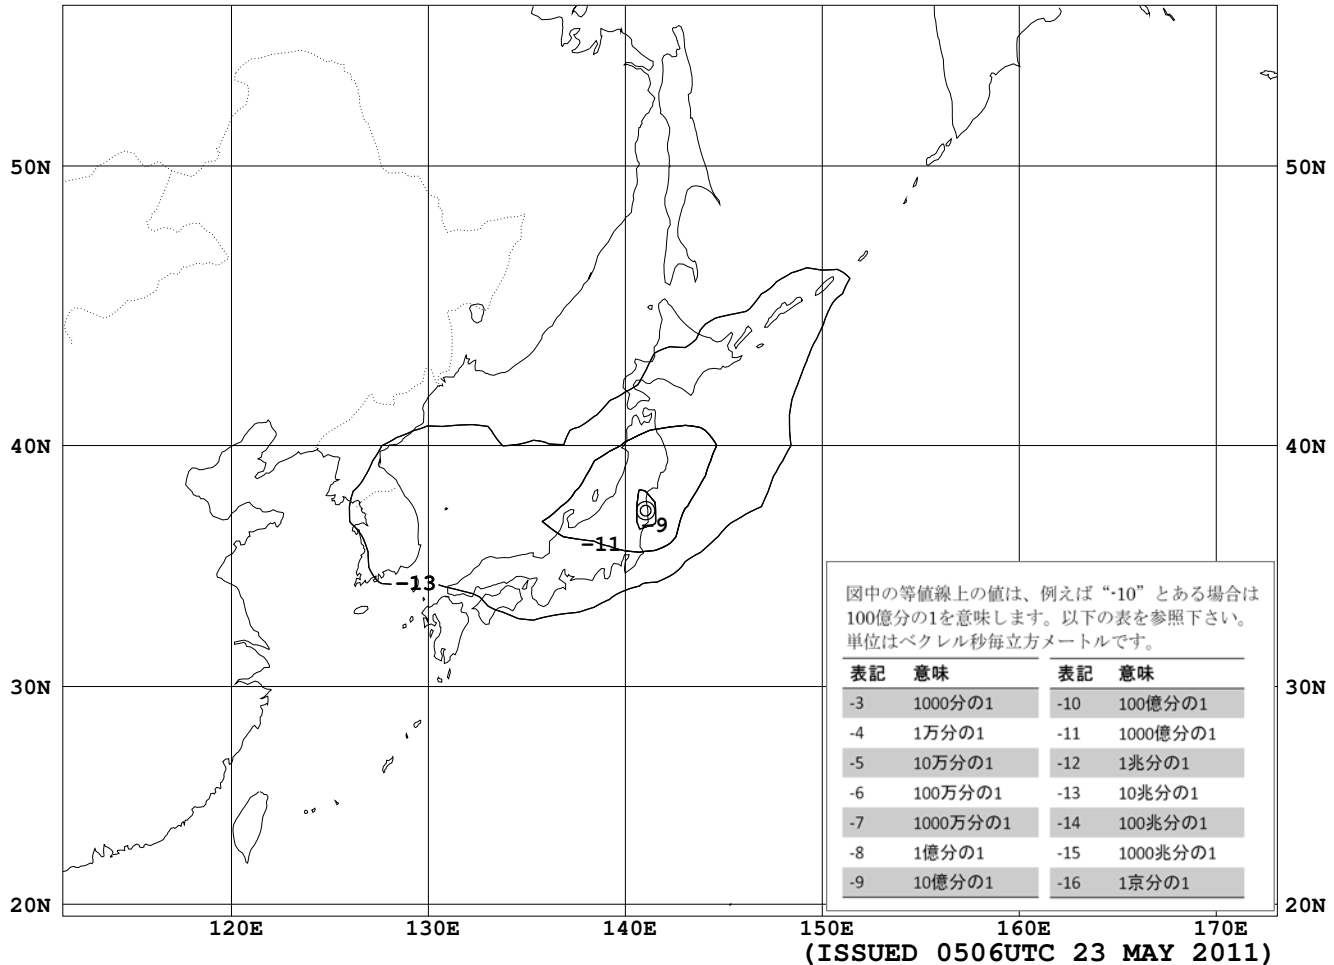 50N 50N
40N 40N
-9
-11
-13
図中の等値線上の値は、例えば“-10”とある場合は
100億分の1を意味します。以下の表を参照下さい。
単位はベクレル秒毎立方メートルです。
表記 意味 表記 意味
-3 1000分の1 -10 100億分の1
-4 1万分の1 -11 1000億分の1
-5 10万分の1 -12 1兆分の1
-6 100万分の1 -13 10兆分の1
-7 1000万分の1 -14 100兆分の1
-8 1億分の1 -15 1000兆分の1
-9 10億分の1 -16 1京分の1
30N 30N
20N 20N
120E 130E 140E 150E 160E 170E
(ISSUED 0506UTC 23 MAY 2011)